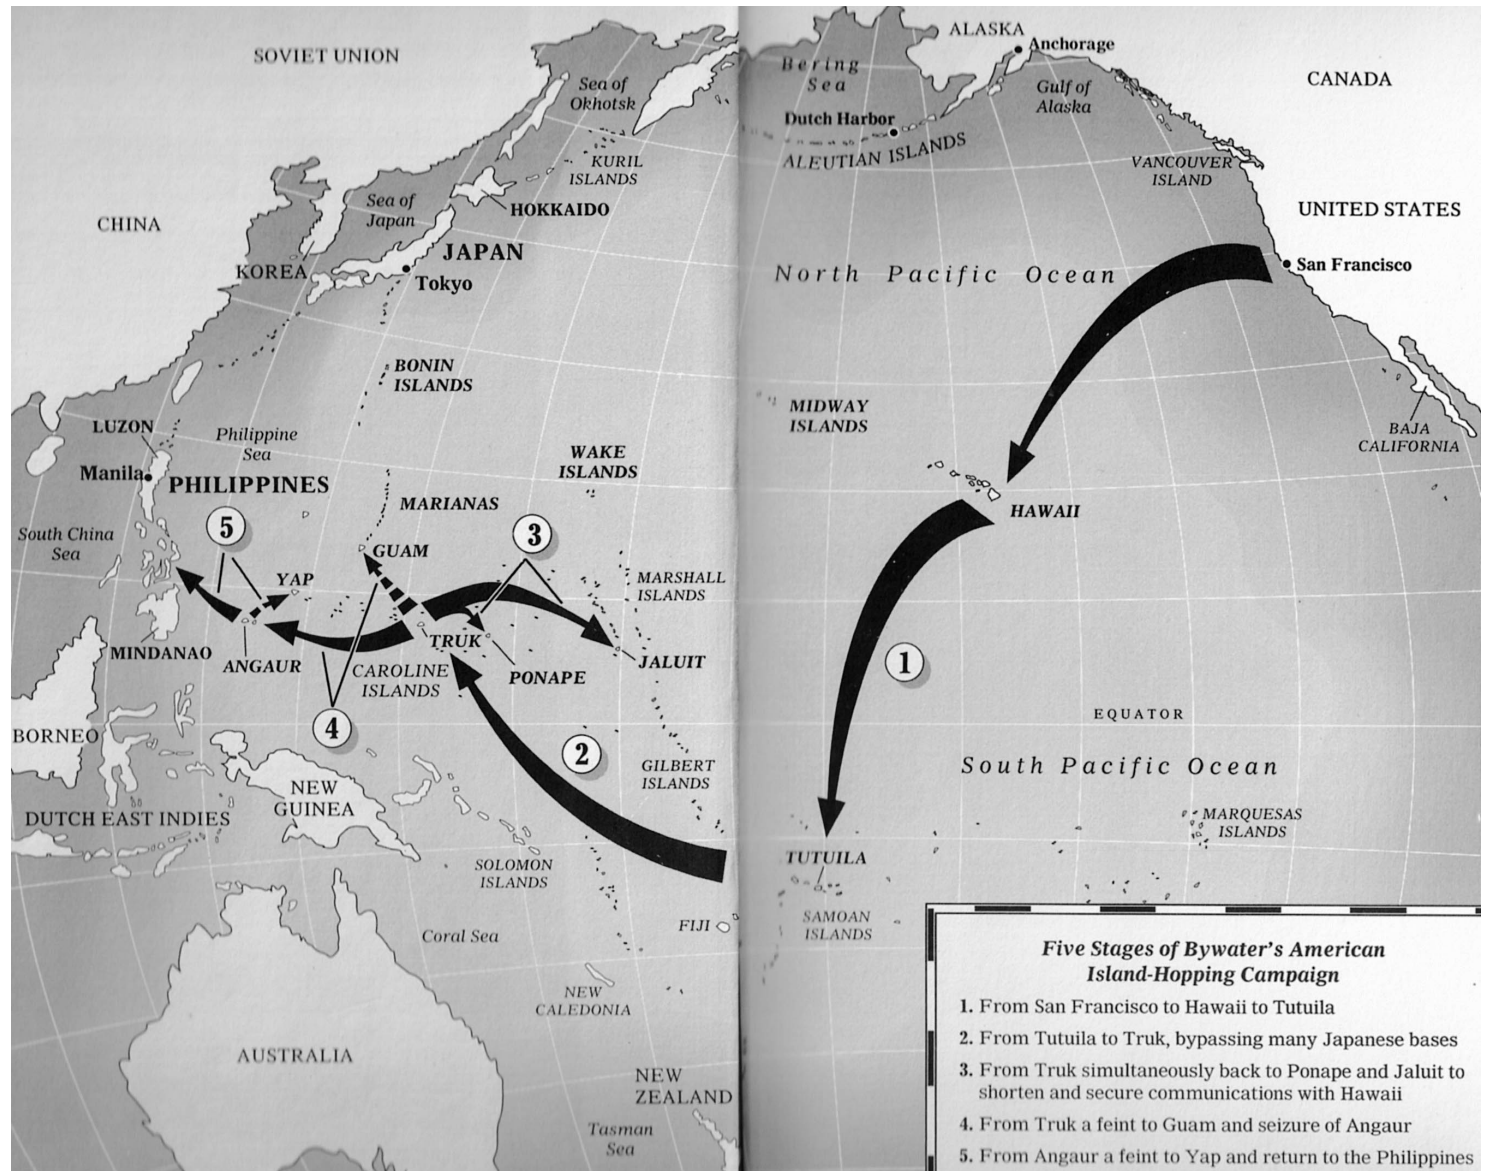 SOVIET UNION
Sea of
Okhotsk
KURIL
ISLANDS
CHINA
Sea of
Japan
HOKKAIDO
JAPAN
KOREA
Tokyo
BONIN
ISLANDS
LUZON
Philippine
Sea
WAKE
ISLANDS
Manila
PHILIPPINES
MARIANAS
South China
Sea
5
3
GUAM
YAP
MARSHALL
ISLANDS
MINDANAO
ANGAUR
TRUK
CAROLINE
ISLANDS
PONAPE
JALUIT
4
2
BORNEO
GILBERT
ISLANDS
NEW
GUINEA
DUTCH EAST INDIES
SOLOMON
ISLANDS
FIJI
Coral Sea
NEW
CALEDONIA
AUSTRALIA
NEW
ZEALAND
Tasman
Sea
ALASKA
Anchorage
Bering
Sea
Gulf of
Alaska
CANADA
Dutch Harbor
ALEUTIAN ISLANDS
VANCOUVER
ISLAND
UNITED STATES
North Pacific Ocean
San Francisco
MIDWAY
ISLANDS
BAJA
CALIFORNIA
HAWAII
1
EQUATOR
South Pacific Ocean
MARQUESAS
ISLANDS
TUTUILA
SAMOAN
ISLANDS
Five Stages of Bywater's American
Island-Hopping Campaign
1. From San Francisco to Hawaii to Tutuila
2. From Tutuila to Truk, bypassing many Japanese bases
3. From Truk simultaneously back to Ponape and Jaluit to
shorten and secure communications with Hawaii
4. From Truk a feint to Guam and seizure of Angaur
5. From Angaur a feint to Yap and return to the Philippines